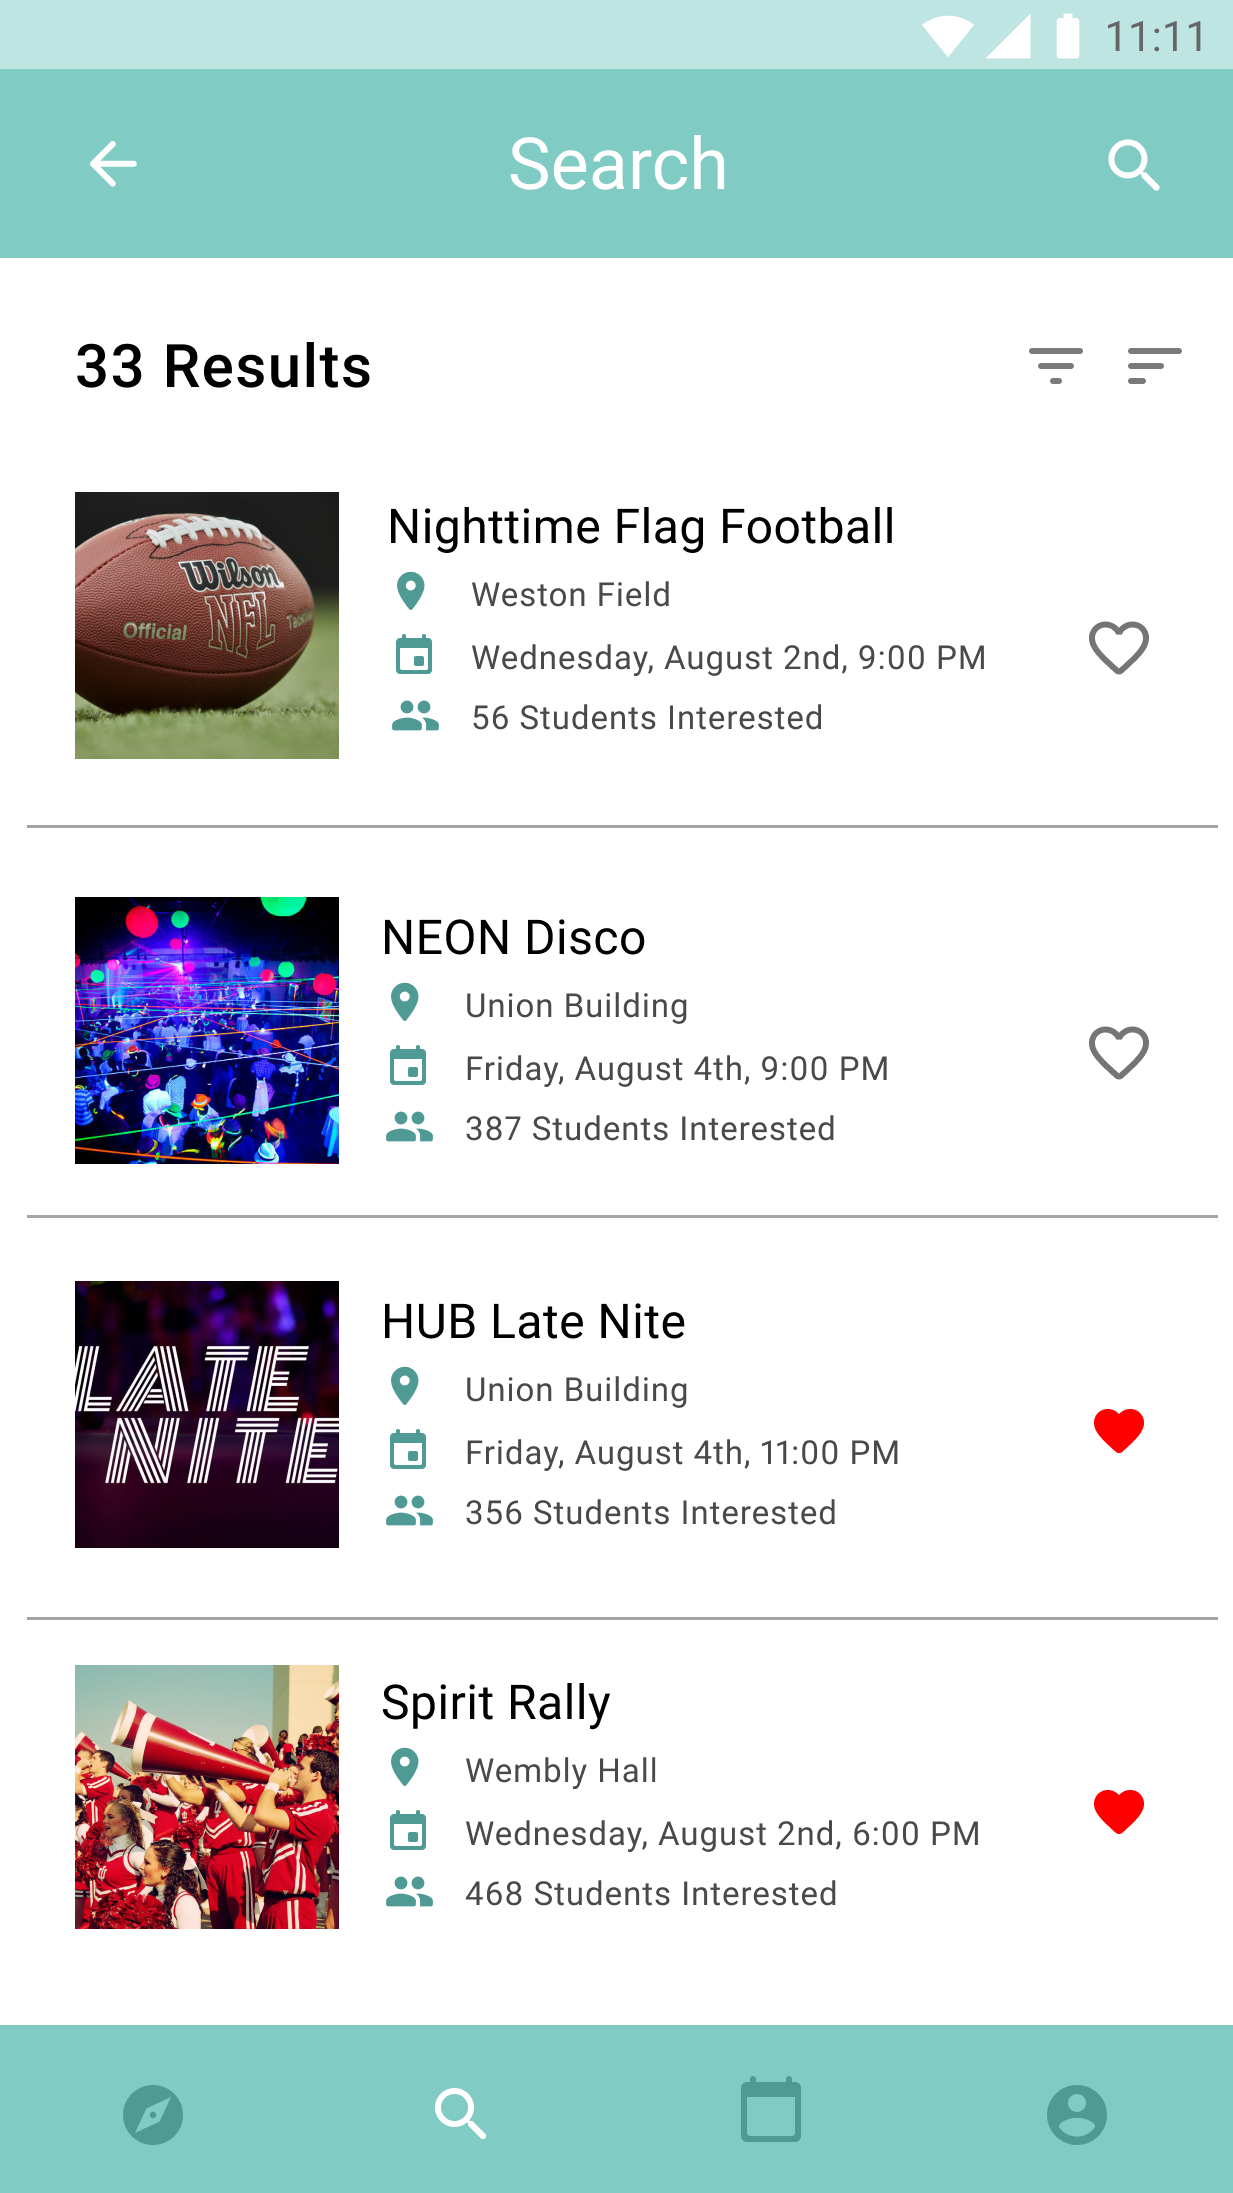 11:11
Search
33 Results
Nighttime Flag Football
Weston Field
Wednesday, August 2nd, 9:00 PM
56 Students Interested
Wilson
NFL
Official
NEON Disco
Union Building
Friday, August 4th, 9:00 PM
387 Students Interested
HUB Late Nite
Union Building
Friday, August 4th, 11:00 PM
356 Students Interested
LATE
NITE
Spirit Rally
Wembly Hall
Wednesday, August 2nd, 6:00 PM
468 Students Interested